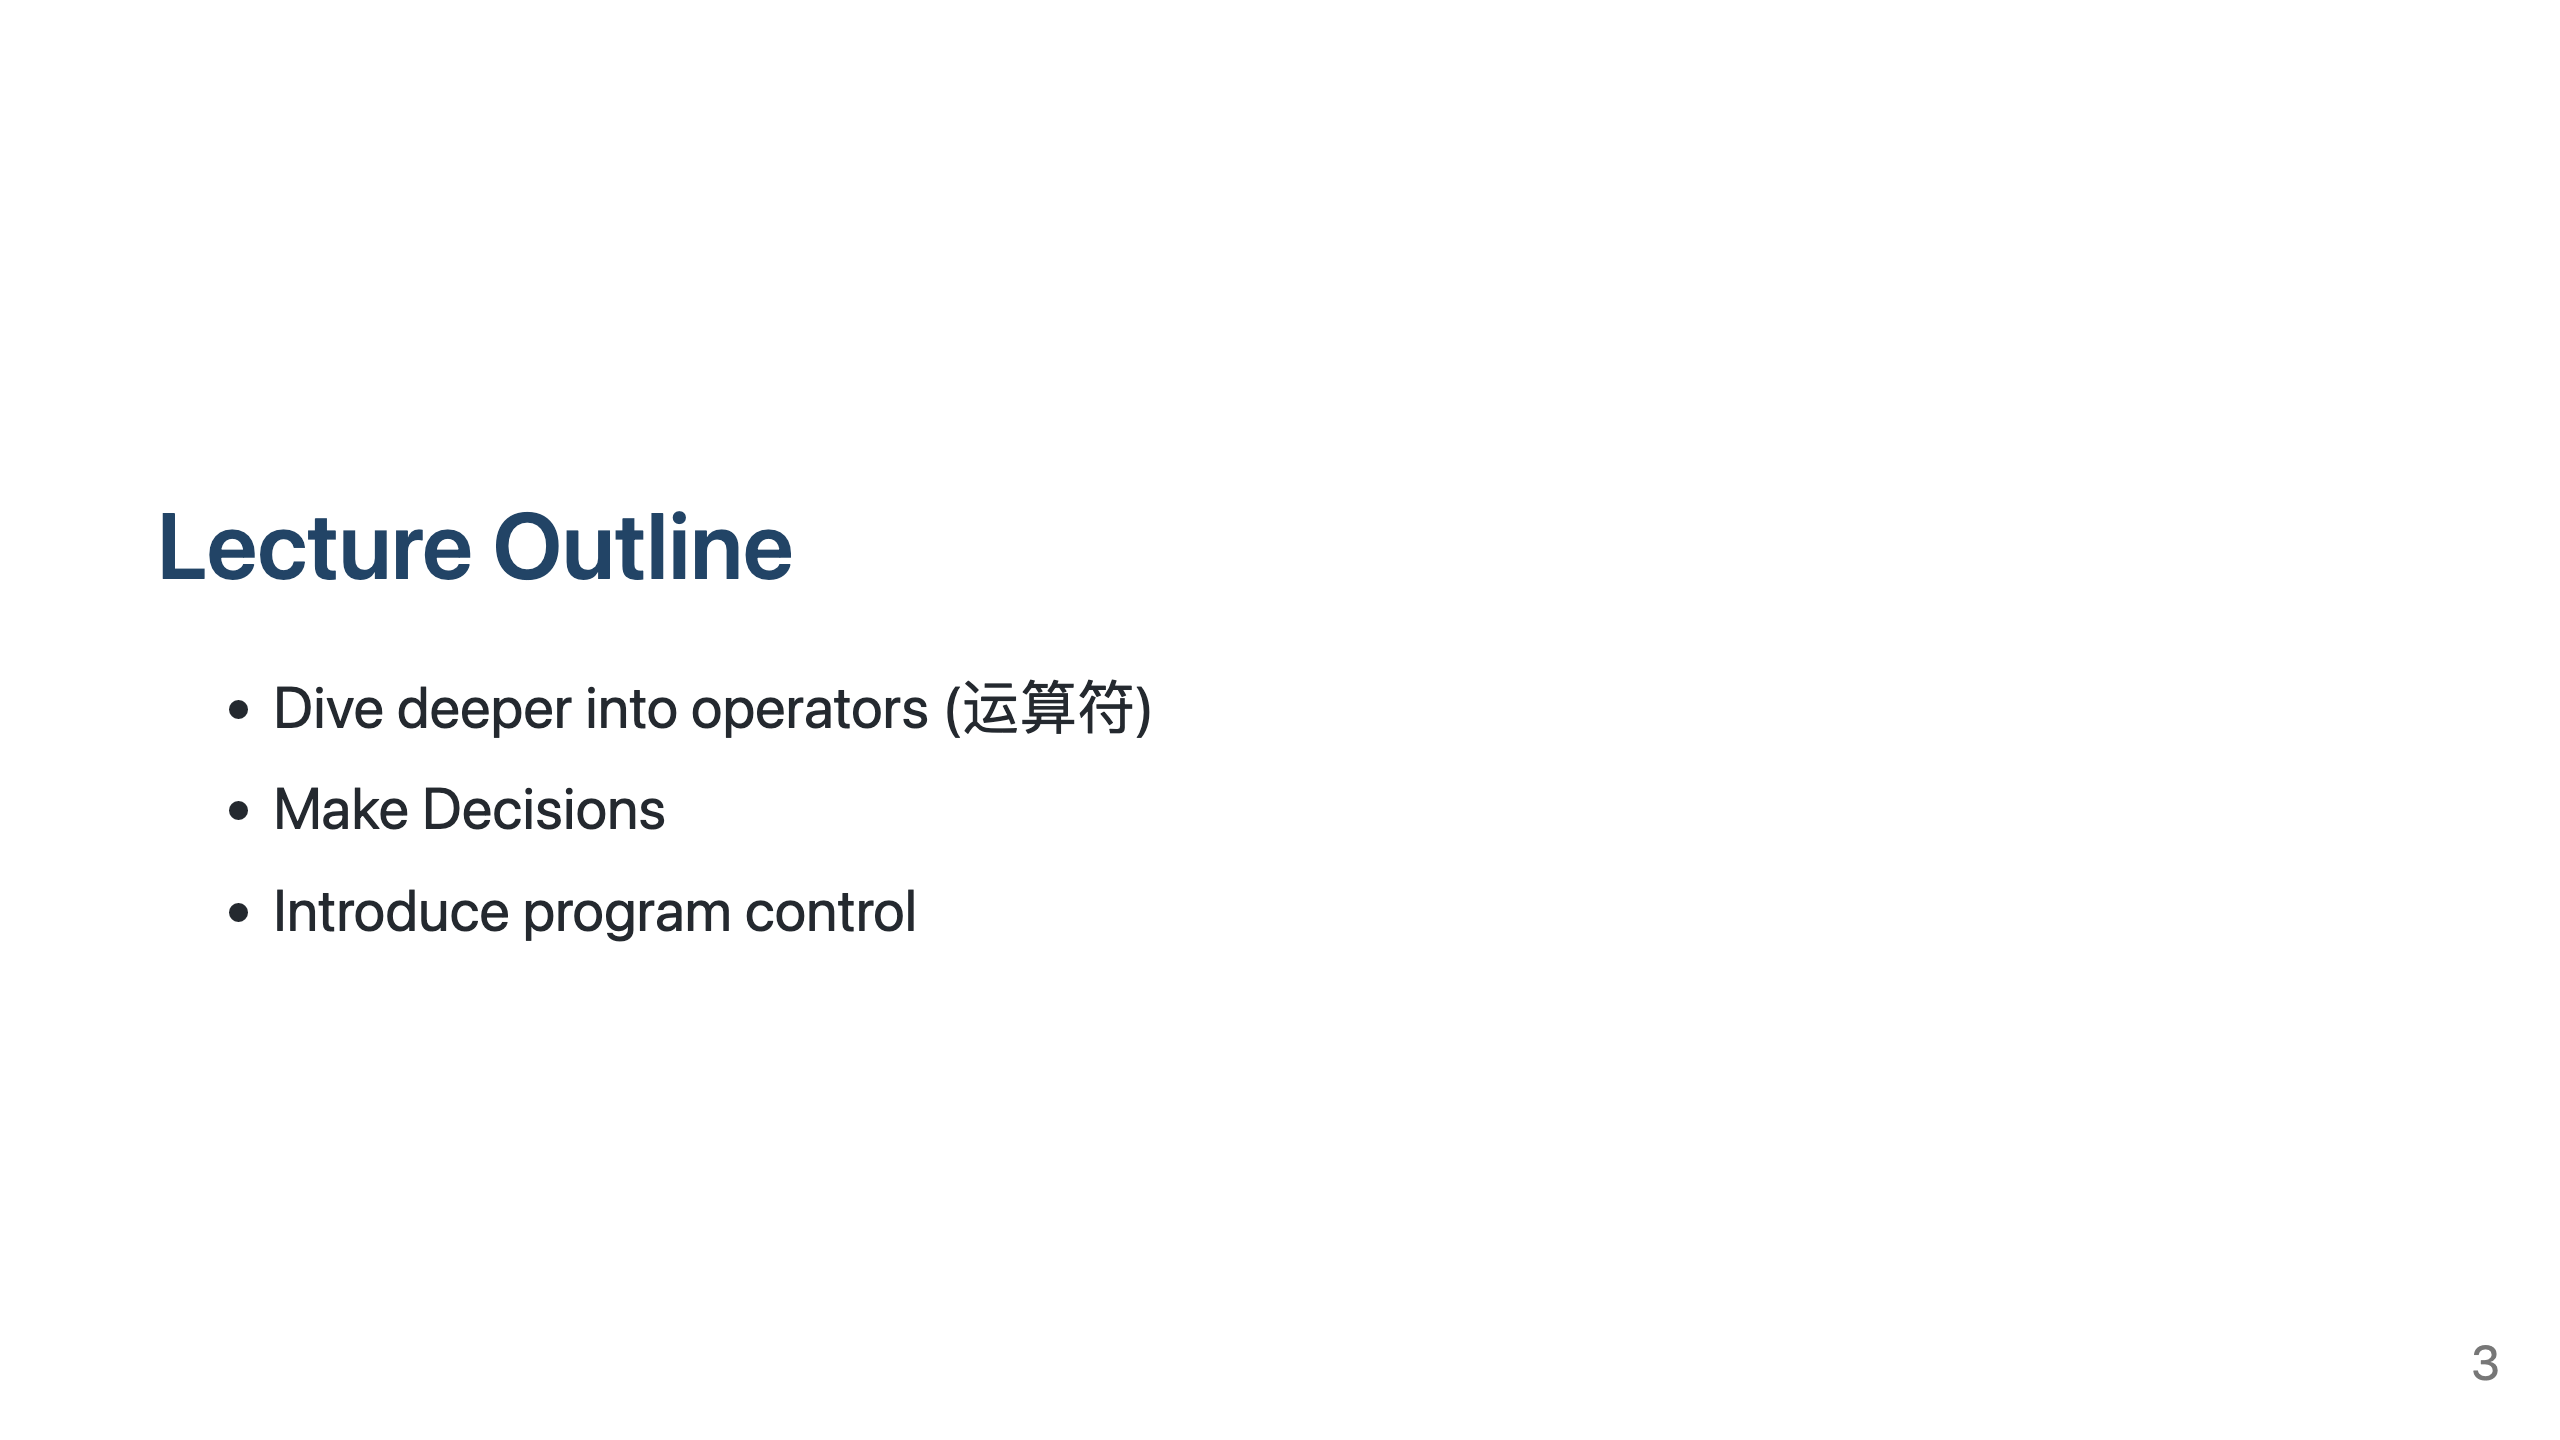 Lecture Outline
• Dive deeper into operators (运算符)
• Make Decisions
• Introduce program control
3